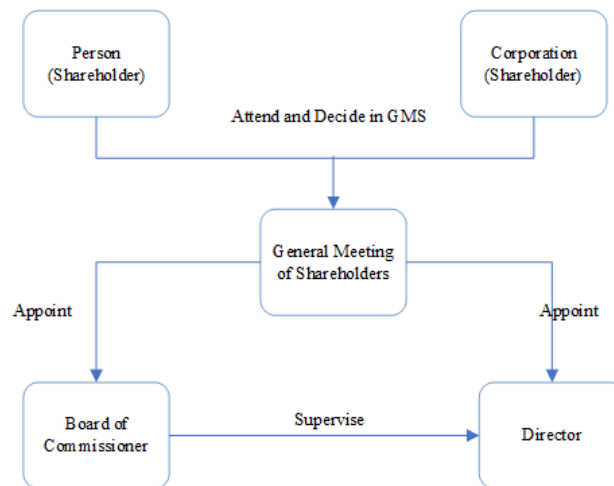 Person
(Shareholder)
Corporation
(Shareholder)
Attend and Decide in GMS
General Meeting
of Shareholders
Appoint
Appoint
Board of
Commissioner
Supervise
Director